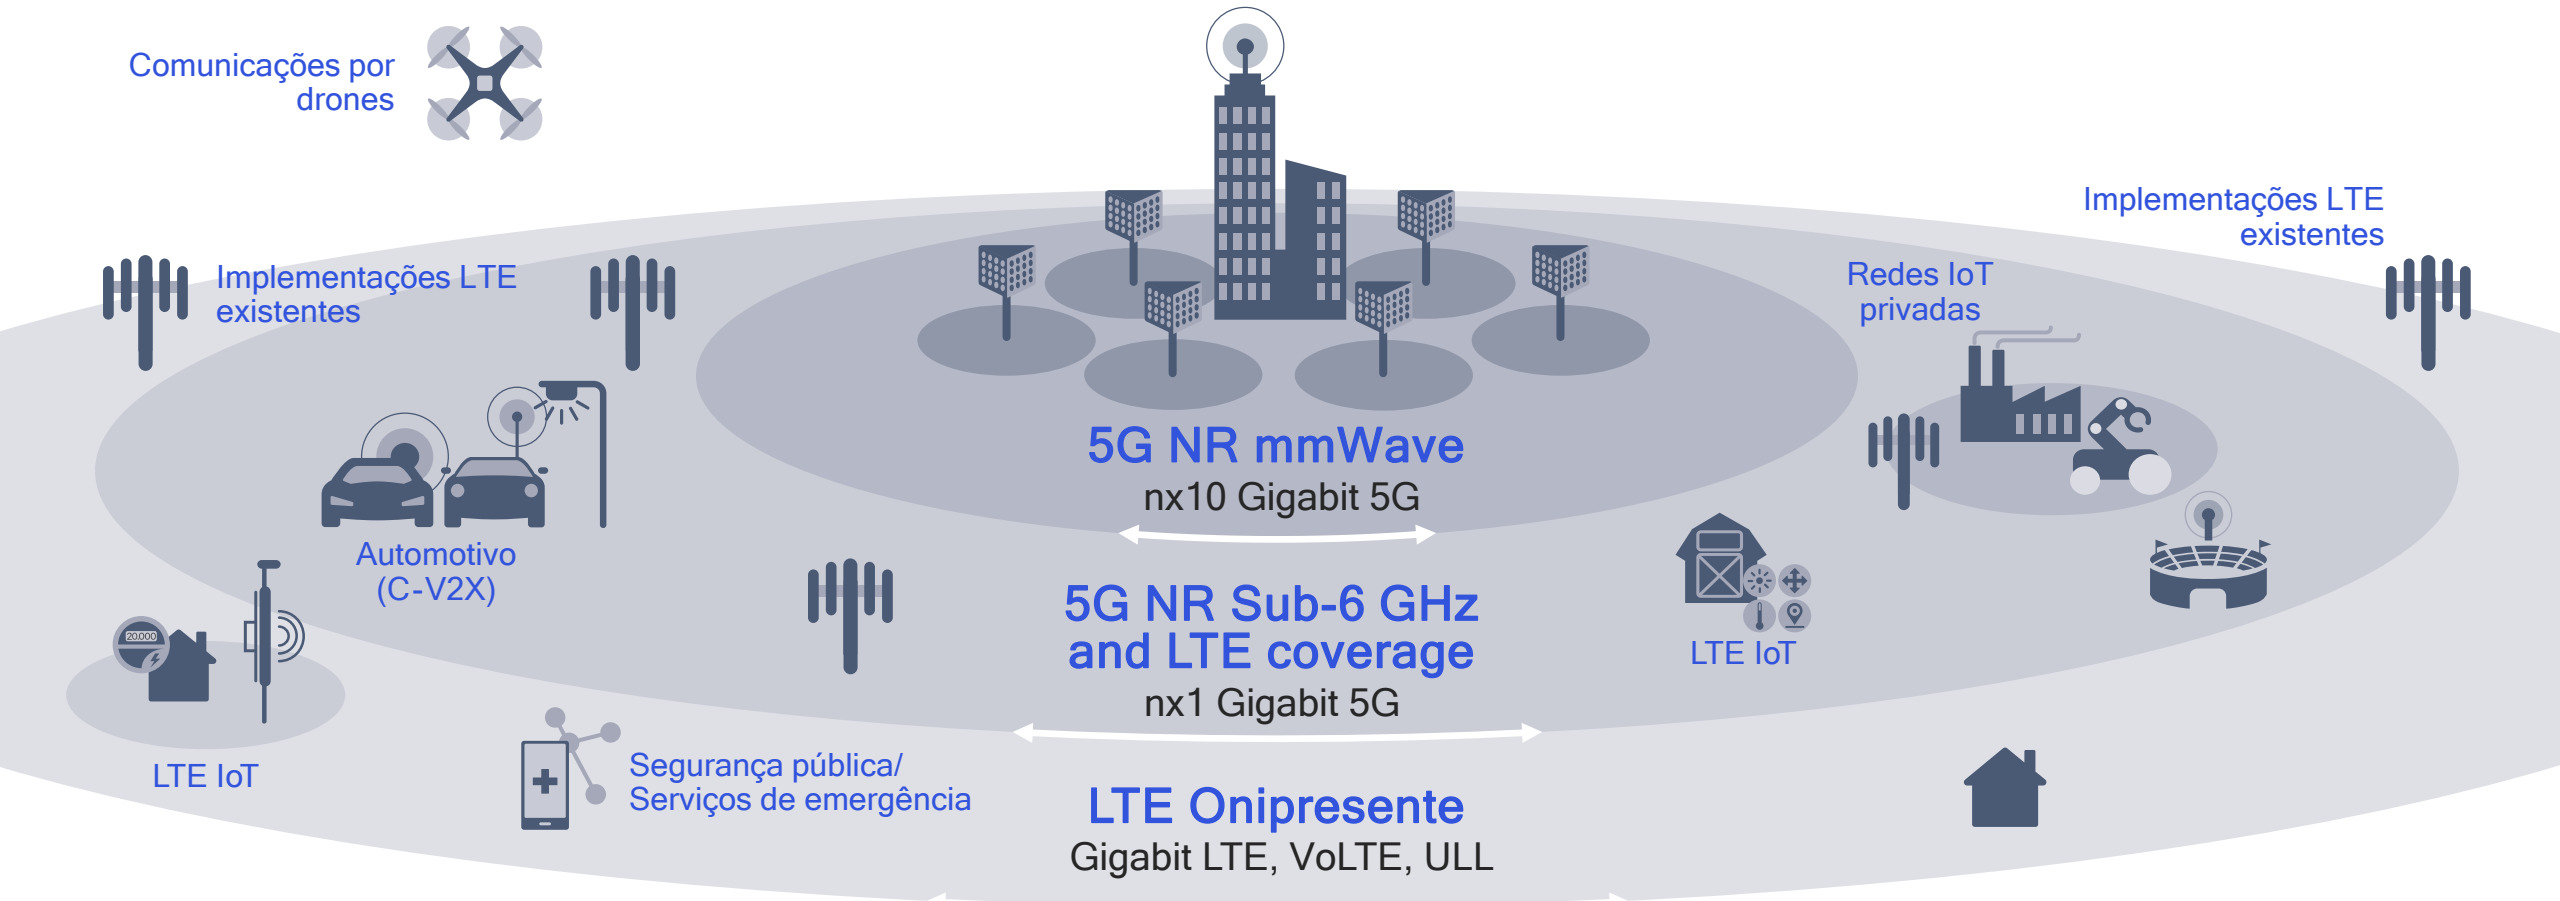 Comunicações por
drones
Implementações LTE
existentes
Implementações LTE
existentes
Redes IoT
privadas
5G NR mmWave
nx10 Gigabit 5G
Automotivo
(C-V2X)
5G NR Sub-6 GHz
and LTE coverage
nx1 Gigabit 5G
20.000
LTE IoT
LTE IoT
Segurança pública/
Serviços de emergência
LTE Onipresente
Gigabit LTE, VoLTE, ULL